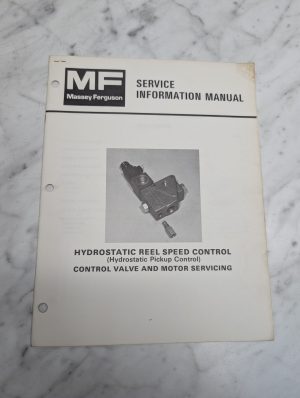 MF
Massey Ferguson
SERVICE
INFORMATION MANUAL
HYDROSTATIC REEL SPEED CONTROL
(Hydrostatic Pickup Control)
CONTROL VALVE AND MOTOR SERVICING